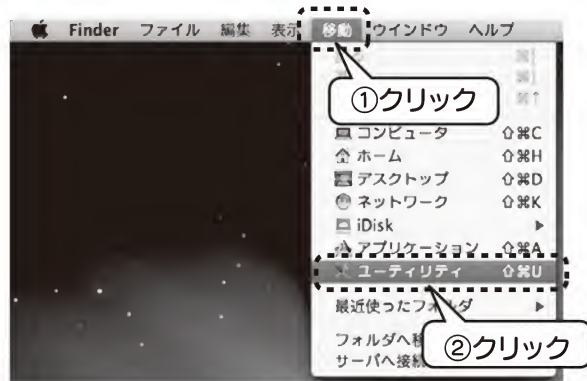 Finder ファイル 編集 表示 移動 ウインドウ ヘルプ
⌘[
⌘]
⌘↑
①クリック
コンピュータ ⇧⌘C
ホーム ⇧⌘H
デスクトップ ⇧⌘D
ネットワーク ⇧⌘K
iDisk ▶
アプリケーション ⇧⌘A
ユーティリティ ⇧⌘U
最近使ったフォルダ ▶
フォルダへ移
サーバへ接続
②クリック